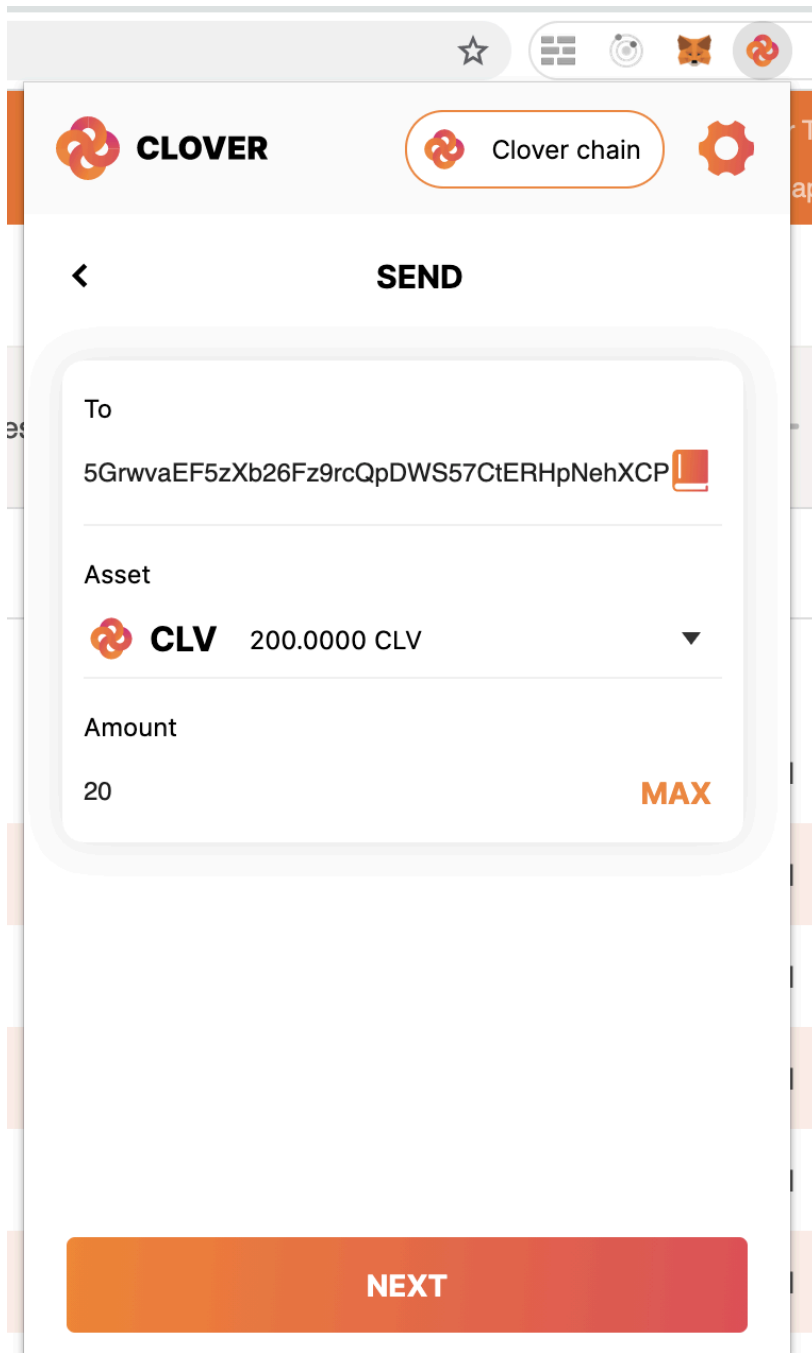 CLOVER
Clover chain
SEND
To
5GrwvaEF5zXb26Fz9rcQpDWS57CtERHpNehXCP
Asset
CLV 200.0000 CLV
Amount
20 MAX
NEXT